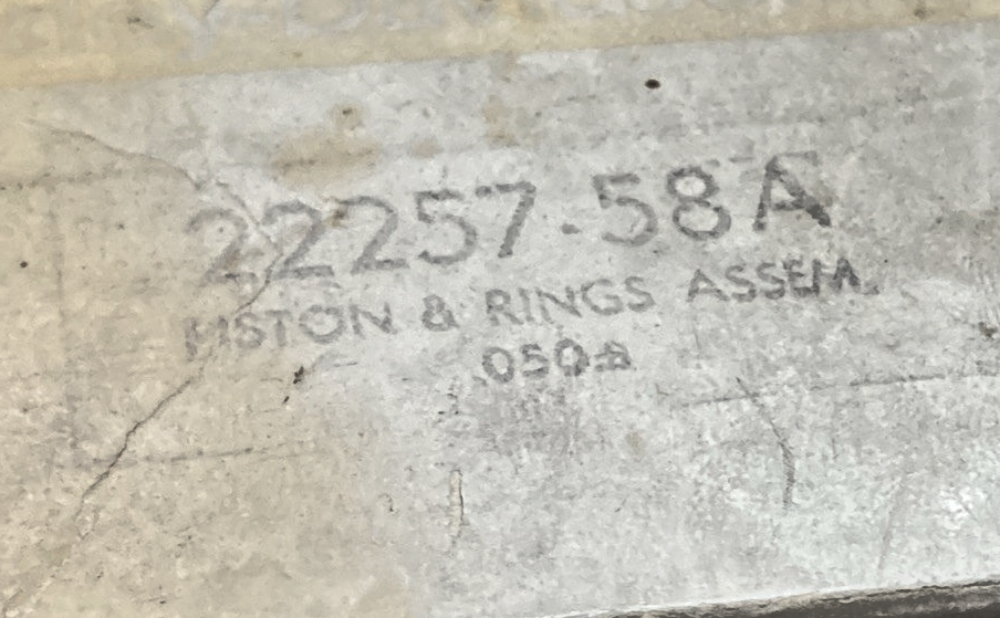 22257-58A
PISTON & RINGS ASSEM.
.050